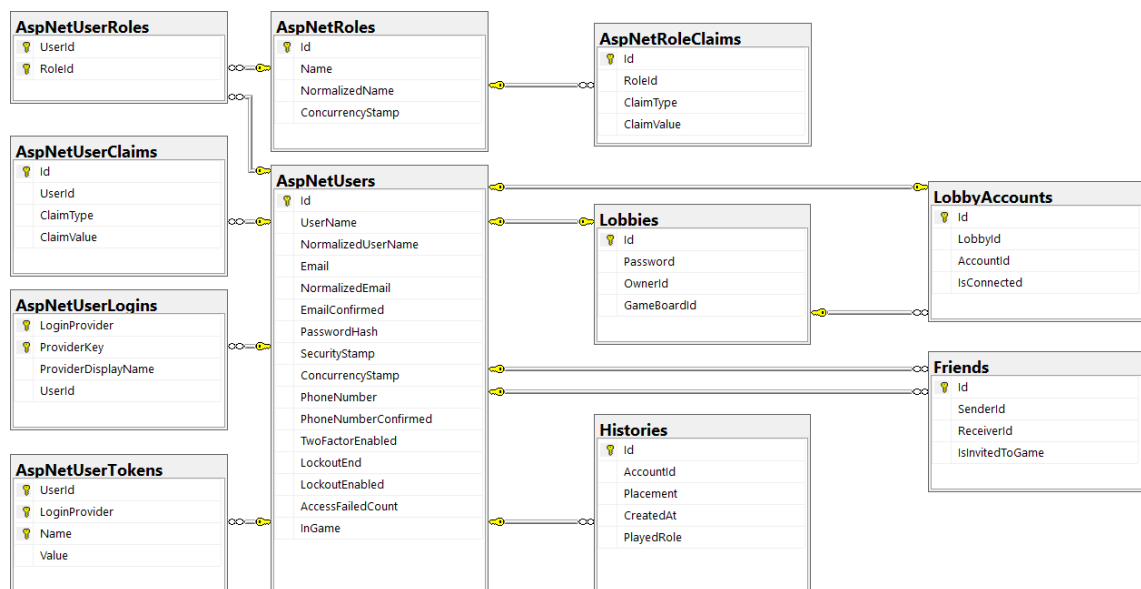 AspNetUserRoles
UserId
RoleId
AspNetRoles
Id
Name
NormalizedName
ConcurrencyStamp
AspNetRoleClaims
Id
RoleId
ClaimType
ClaimValue
AspNetUserClaims
Id
UserId
ClaimType
ClaimValue
AspNetUsers
Id
UserName
NormalizedUserName
Email
NormalizedEmail
EmailConfirmed
PasswordHash
SecurityStamp
ConcurrencyStamp
PhoneNumber
PhoneNumberConfirmed
TwoFactorEnabled
LockoutEnd
LockoutEnabled
AccessFailedCount
InGame
Lobbies
Id
Password
OwnerId
GameBoardId
LobbyAccounts
Id
LobbyId
AccountId
IsConnected
AspNetUserLogins
LoginProvider
ProviderKey
ProviderDisplayName
UserId
Friends
Id
SenderId
ReceiverId
IsInvitedToGame
Histories
Id
AccountId
Placement
CreatedAt
PlayedRole
AspNetUserTokens
UserId
LoginProvider
Name
Value